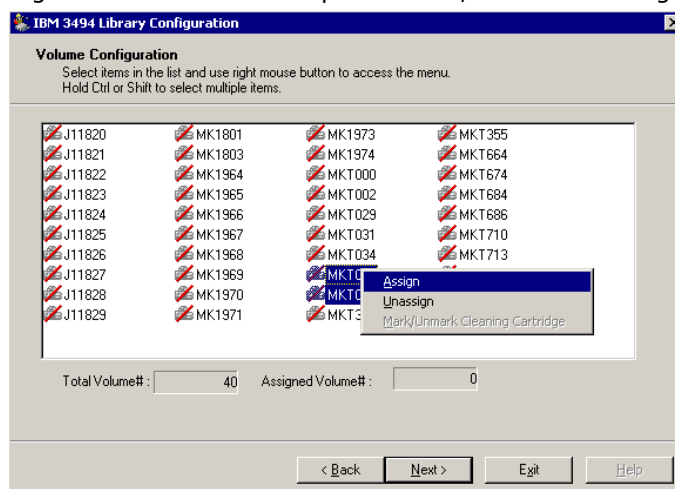 IBM 3494 Library Configuration
Volume Configuration
Select items in the list and use right mouse button to access the menu.
Hold Ctrl or Shift to select multiple items.
J11820 MK1801 MK1973 MKT355
J11821 MK1803 MK1974 MKT664
J11822 MK1964 MKT000 MKT674
J11823 MK1965 MKT002 MKT684
J11824 MK1966 MKT029 MKT686
J11825 MK1967 MKT031 MKT710
J11826 MK1968 MKT034 MKT713
J11827 MK1969
J11828 MK1970
J11829 MK1971
Assign
Unassign
Mark/Unmark Cleaning Cartridge
Total Volume# : 40 Assigned Volume# : 0
< Back Next > Exit Help